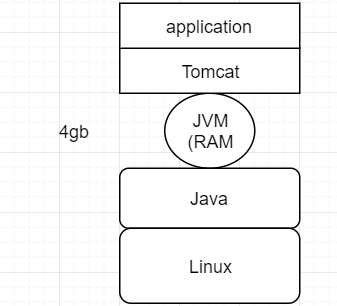 application
Tomcat
4gb
JVM
(RAM
Java
Linux